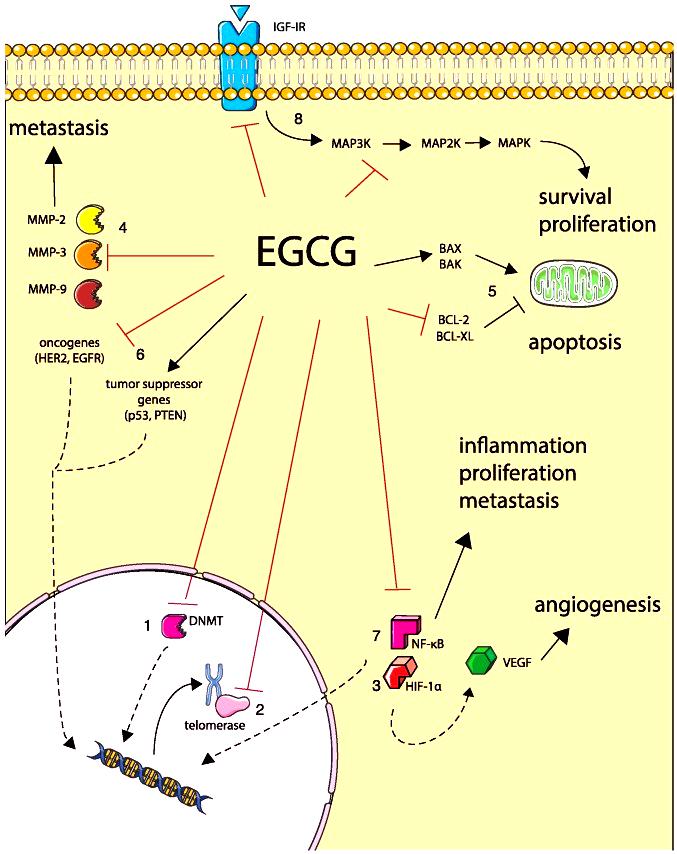 IGF-IR
metastasis
8
MAP3K
MAP2K
MAPK
survival
proliferation
MMP-2
4
MMP-3
MMP-9
EGCG
BAX
BAK
5
BCL-2
BCL-XL
apoptosis
oncogenes
(HER2, EGFR)
6
tumor suppressor
genes
(p53, PTEN)
inflammation
proliferation
metastasis
angiogenesis
1
DNMT
7
NF-κB
3
HIF-1α
VEGF
2
telomerase